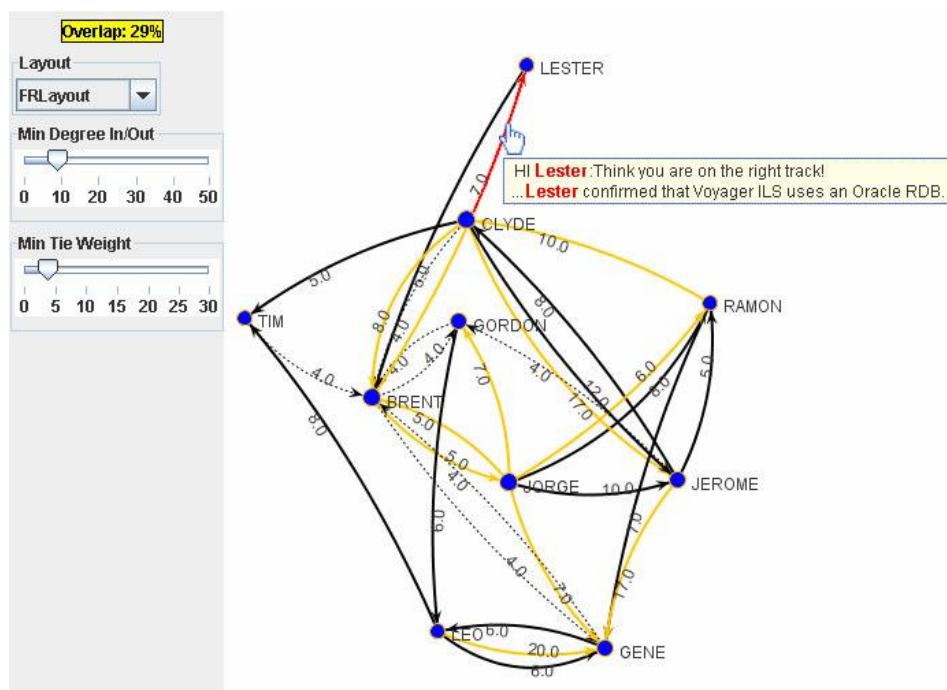 Overlap: 29%
Layout
FRLayout
Min Degree In/Out
0 10 20 30 40 50
Min Tie Weight
0 5 10 15 20 25 30
LESTER
HI Lester:Think you are on the right track!
...Lester confirmed that Voyager ILS uses an Oracle RDB.
7.0
CLYDE
10.0
5.0
6.0
8.0
RAMON
TIM
8.0
4.0
GORDON
4.0
4.0
4.0
4.0
7.0
6.0
8.0
5.0
12.0
17.0
BRENT
5.0
8.0
5.0
4.0
JORGE
10.0
JEROME
6.0
7.0
4.0
7.0
17.0
LEO
6.0
20.0
6.0
GENE